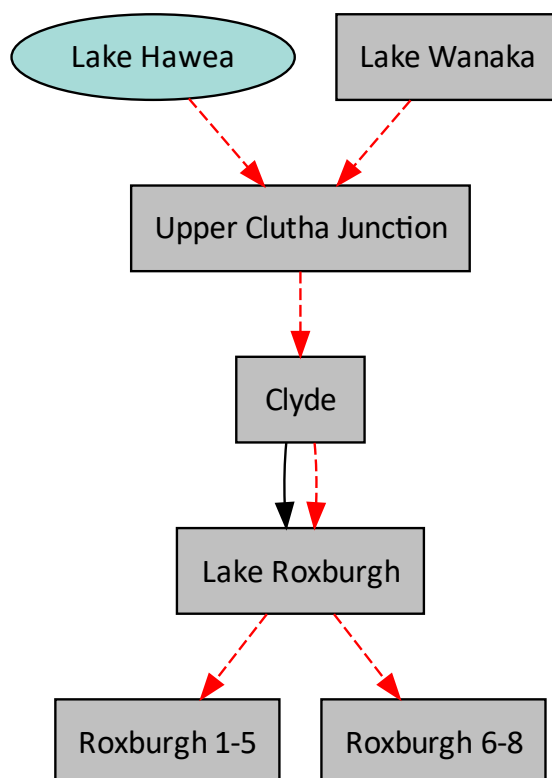 Lake Hawea
Lake Wanaka
Upper Clutha Junction
Clyde
Lake Roxburgh
Roxburgh 1-5
Roxburgh 6-8